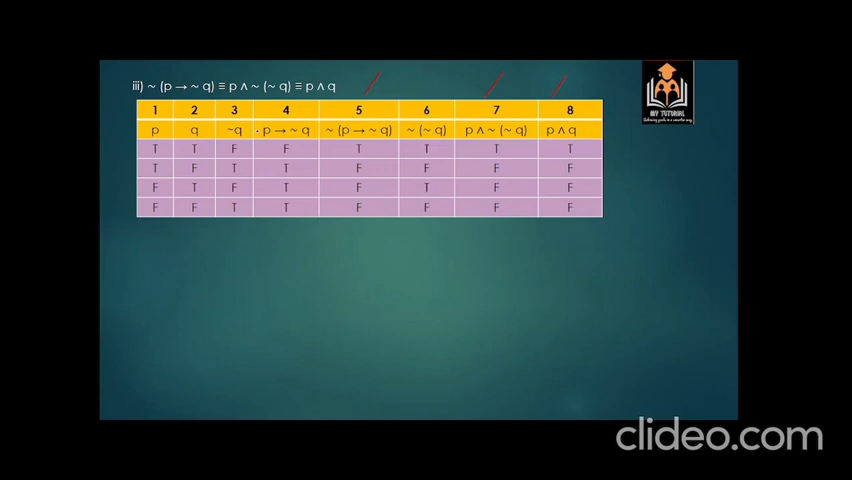 iii) ~ (p → ~ q) ≡ p ∧ ~ (~ q) ≡ p ∧ q
1 2 3 4 5 6 7 8
p q ~q p → ~ q ~ (p → ~ q) ~ (~ q) p ∧ ~ (~ q) p ∧ q
T T F F T T T T
T F T T F F F F
F T F T F T F F
F F T T F F F F
MY TUTORIAL
clideo.com